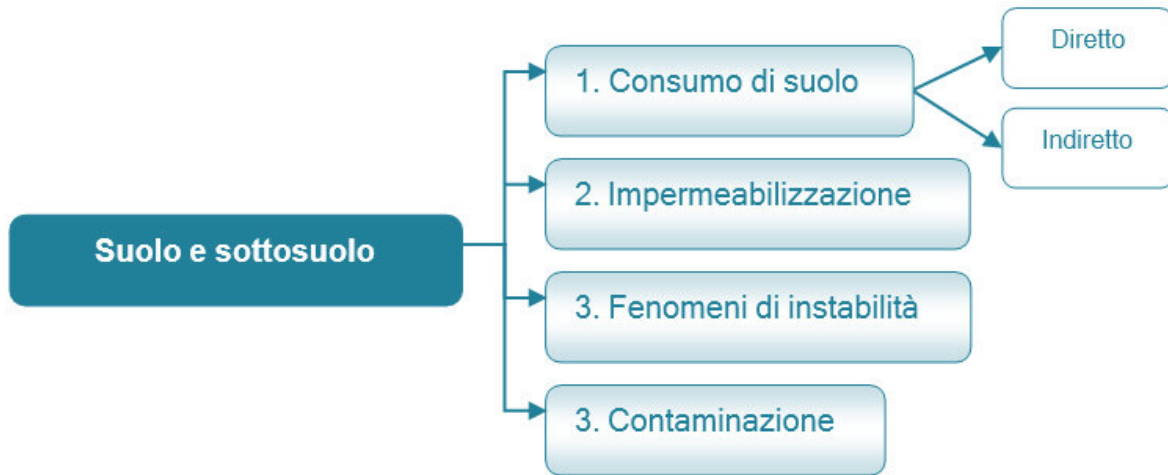 Diretto
1. Consumo di suolo
Indiretto
2. Impermeabilizzazione
Suolo e sottosuolo
3. Fenomeni di instabilità
3. Contaminazione